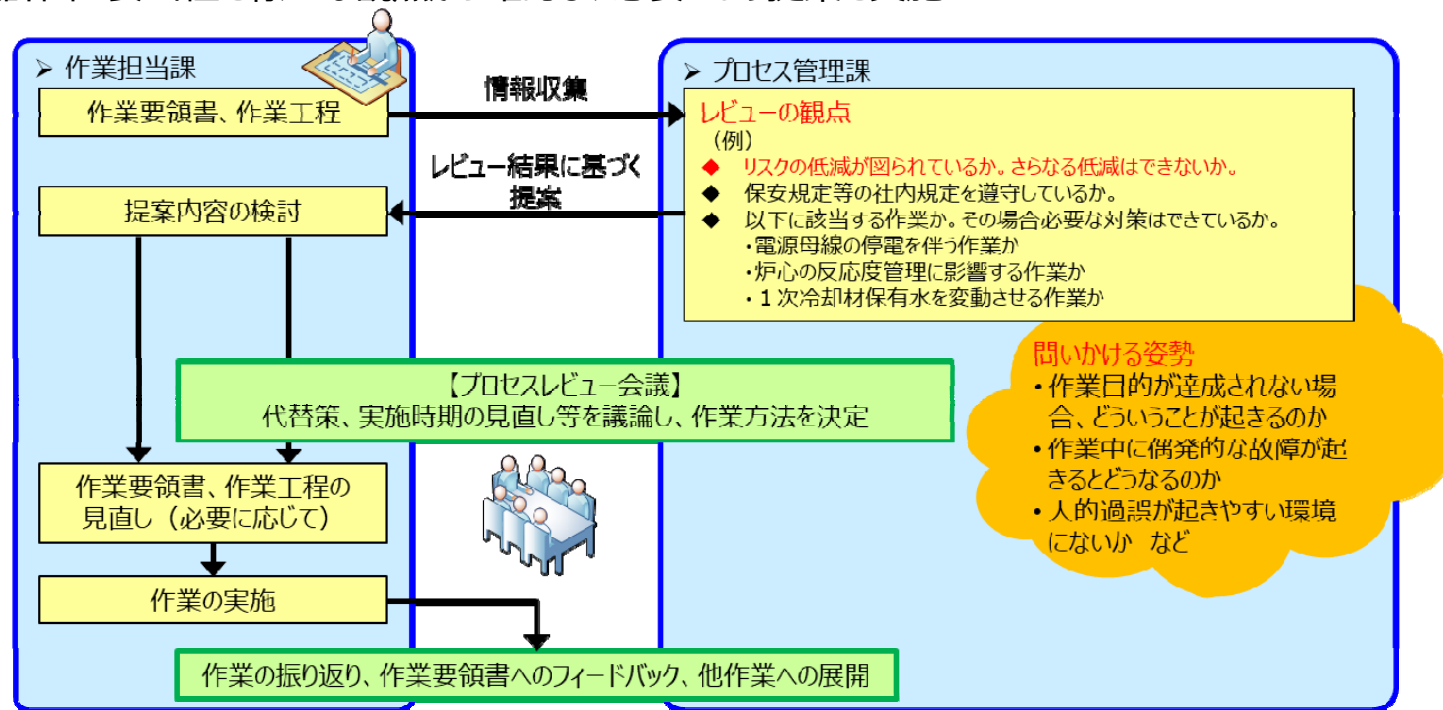 ➢ 作業担当課
作業要領書、作業工程
情報収集
レビュー結果に基づく
提案
提案内容の検討
➢ プロセス管理課
レビューの観点
（例）
◆ リスクの低減が図られているか。さらなる低減はできないか。
◆ 保安規定等の社内規定を遵守しているか。
◆ 以下に該当する作業か。その場合必要な対策はできているか。
・電源母線の停電を伴う作業か
・炉心の反応度管理に影響する作業か
・１次冷却材保有水を変動させる作業か
【プロセスレビュー会議】
代替策、実施時期の見直し等を議論し、作業方法を決定
問いかける姿勢
・作業目的が達成されない場
合、どういうことが起きるのか
・作業中に偶発的な故障が起
きるとどうなるのか
・人的過誤が起きやすい環境
にないか など
作業要領書、作業工程の
見直し（必要に応じて）
作業の実施
作業の振り返り、作業要領書へのフィードバック、他作業への展開